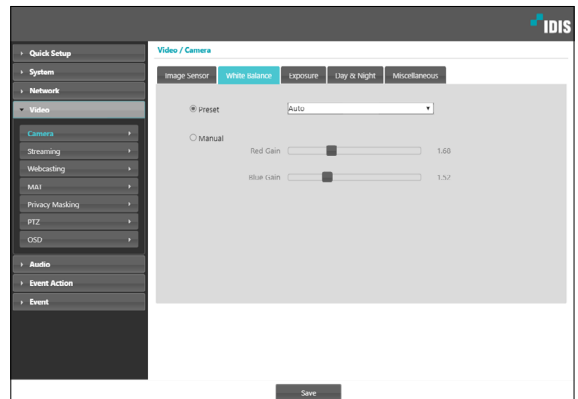 IDIS
Quick Setup
System
Network
Video
Camera
Streaming
Webcasting
MAT
Privacy Masking
PTZ
OSD
Audio
Event Action
Event
Video / Camera
Image Sensor White Balance Exposure Day & Night Miscellaneous
Preset Auto
Manual
Red Gain 1.60
Blue Gain 1.52
Save